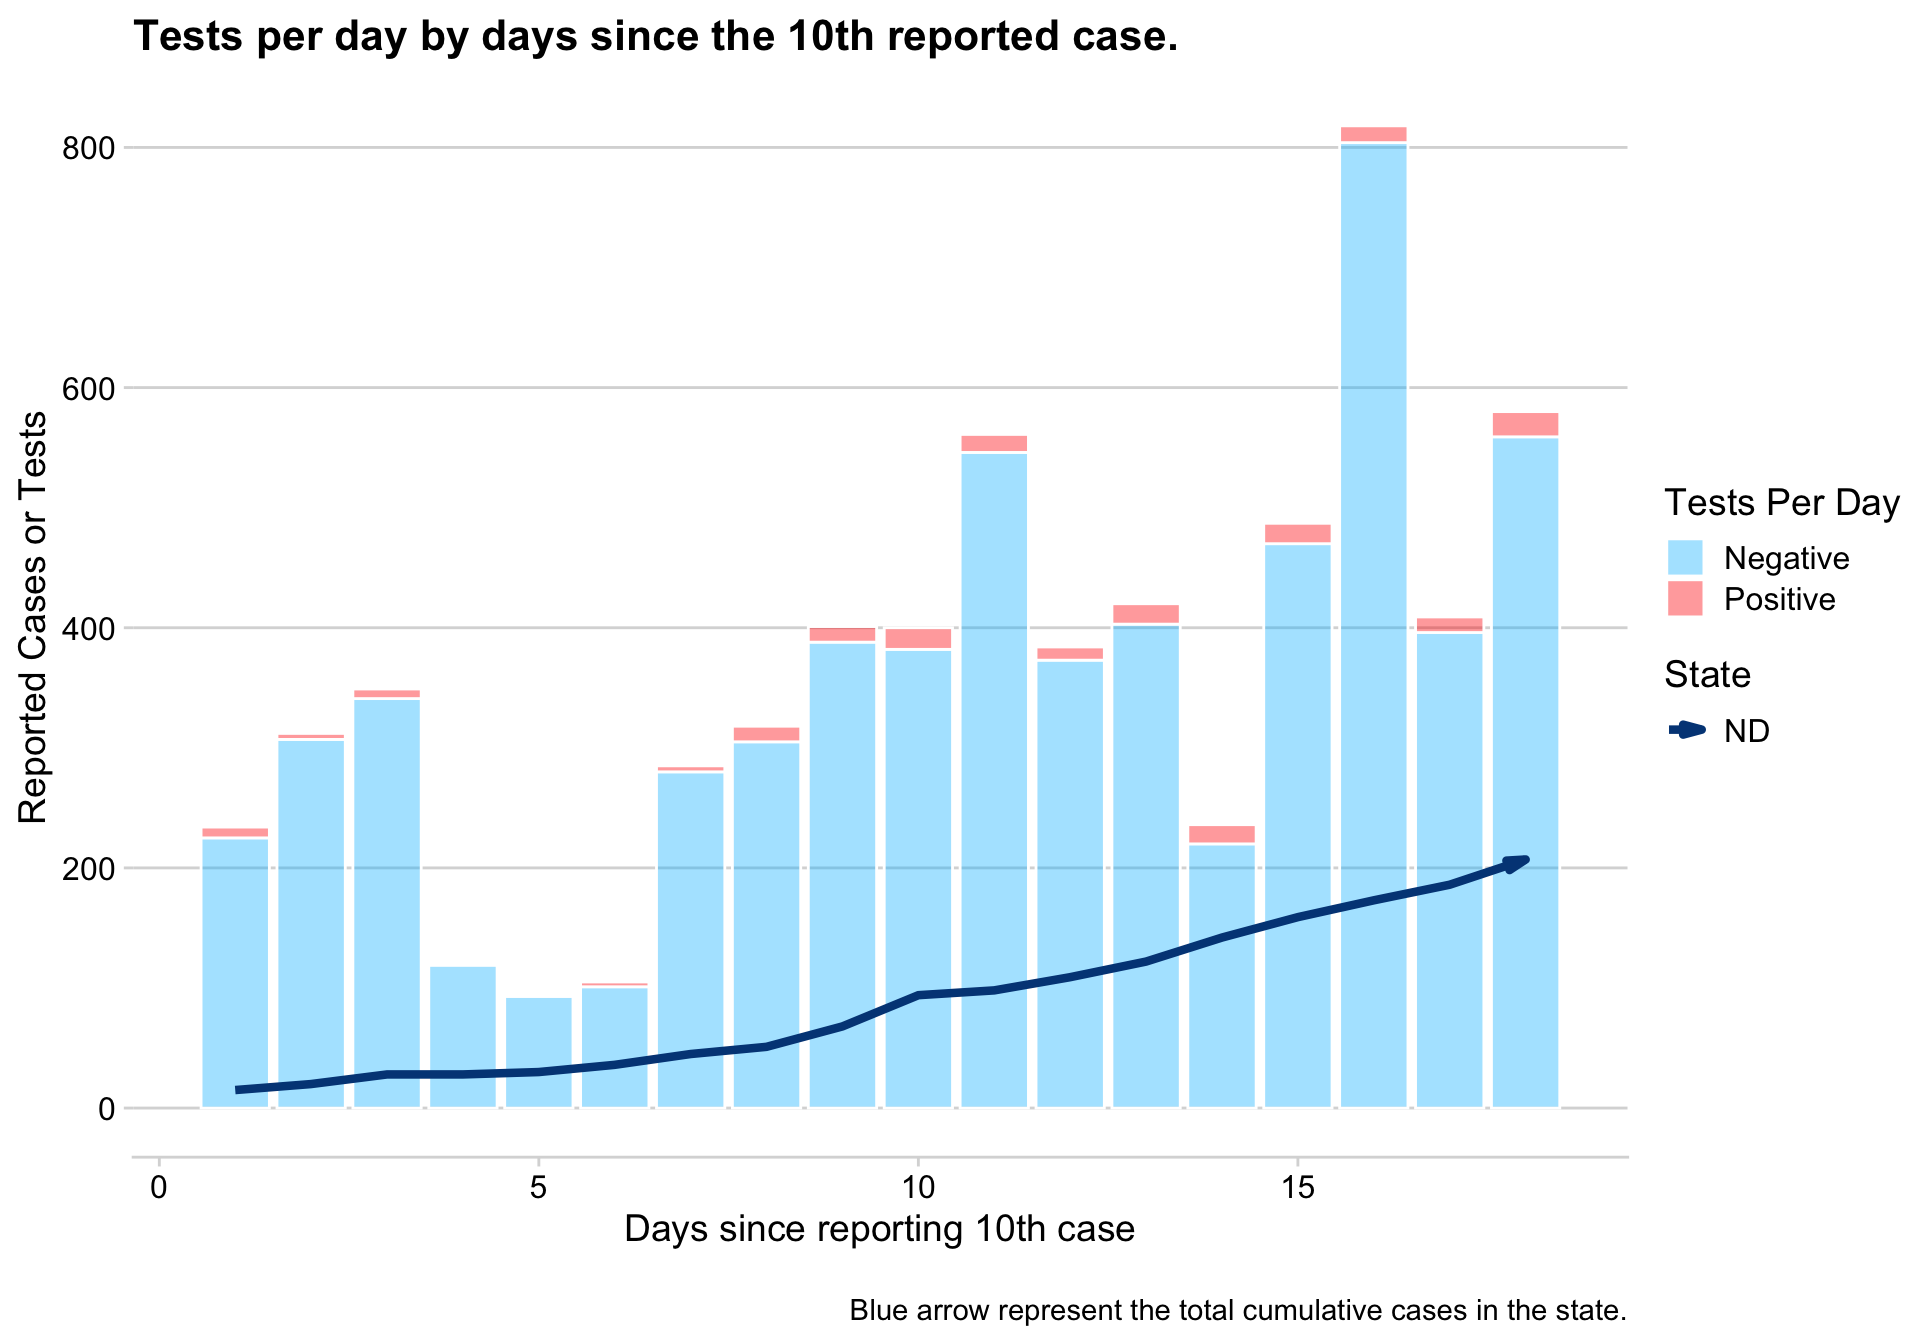 Tests per day by days since the 10th reported case.
Reported Cases or Tests
800
600
400
200
0
0 5 10 15
Days since reporting 10th case
Tests Per Day
Negative
Positive
State
ND
Blue arrow represent the total cumulative cases in the state.